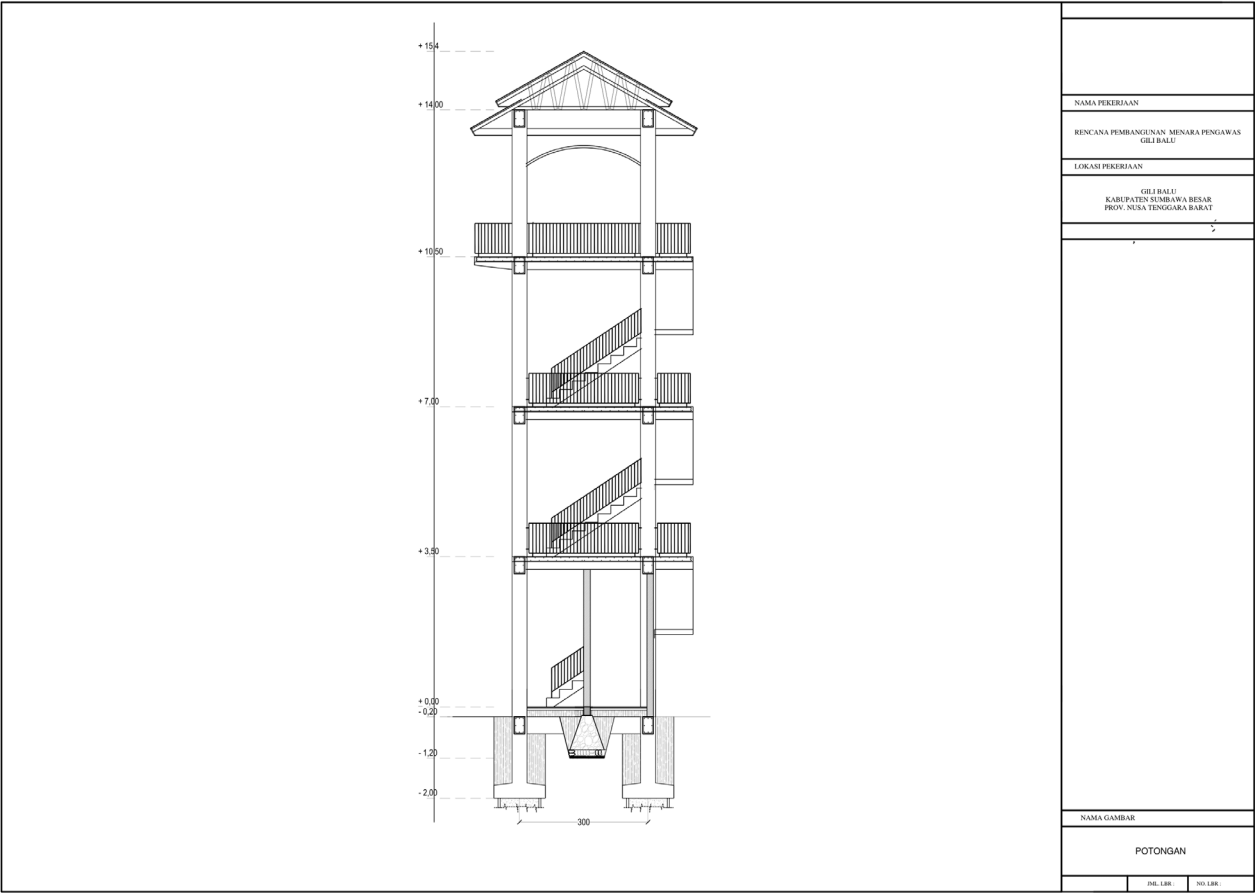 + 15,4
+ 14,00
+ 10,50
+ 7,00
+ 3,50
+ 0,00
- 0,20
- 1,20
- 2,00
300
NAMA PEKERJAAN
RENCANA PEMBANGUNAN MENARA PENGAWAS
GILI BALU
LOKASI PEKERJAAN
GILI BALU
KABUPATEN SUMBAWA BESAR
PROV. NUSA TENGGARA BARAT
NAMA GAMBAR
POTONGAN
JML. LBR : NO. LBR :